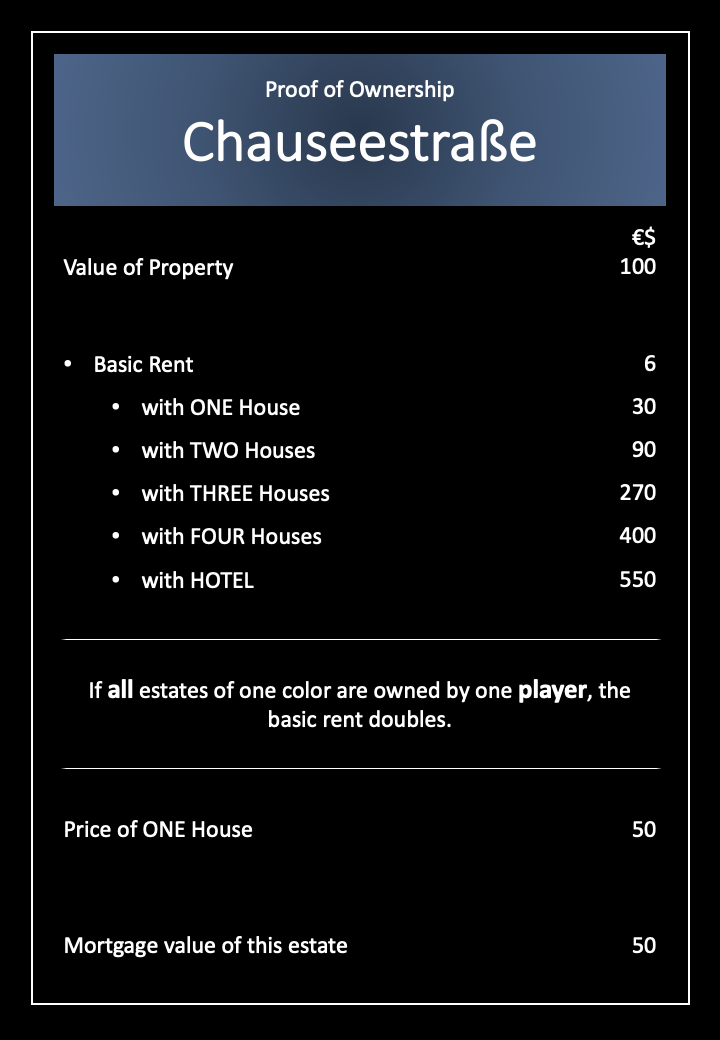 Proof of Ownership
Chauseestraße
€$
Value of Property 100
• Basic Rent 6
• with ONE House 30
• with TWO Houses 90
• with THREE Houses 270
• with FOUR Houses 400
• with HOTEL 550
If all estates of one color are owned by one player, the
basic rent doubles.
Price of ONE House 50
Mortgage value of this estate 50